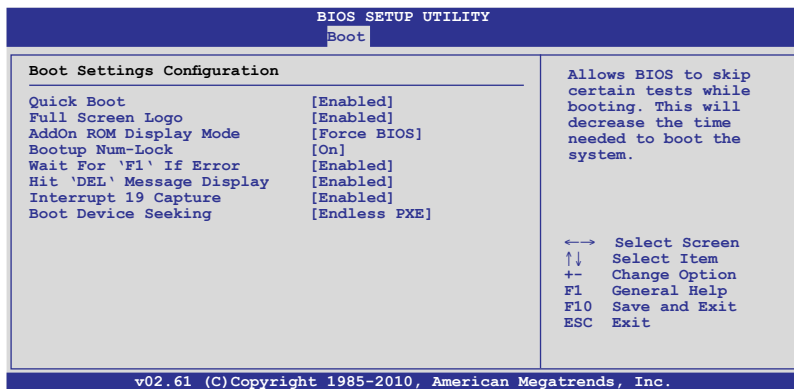 BIOS SETUP UTILITY
Boot
Boot Settings Configuration
Quick Boot [Enabled]
Full Screen Logo [Enabled]
AddOn ROM Display Mode [Force BIOS]
Bootup Num-Lock [On]
Wait For ‘F1‘ If Error [Enabled]
Hit ‘DEL‘ Message Display [Enabled]
Interrupt 19 Capture [Enabled]
Boot Device Seeking [Endless PXE]
Allows BIOS to skip
certain tests while
booting. This will
decrease the time
needed to boot the
system.
←→ Select Screen
↑↓ Select Item
+- Change Option
F1 General Help
F10 Save and Exit
ESC Exit
v02.61 (C)Copyright 1985-2010, American Megatrends, Inc.